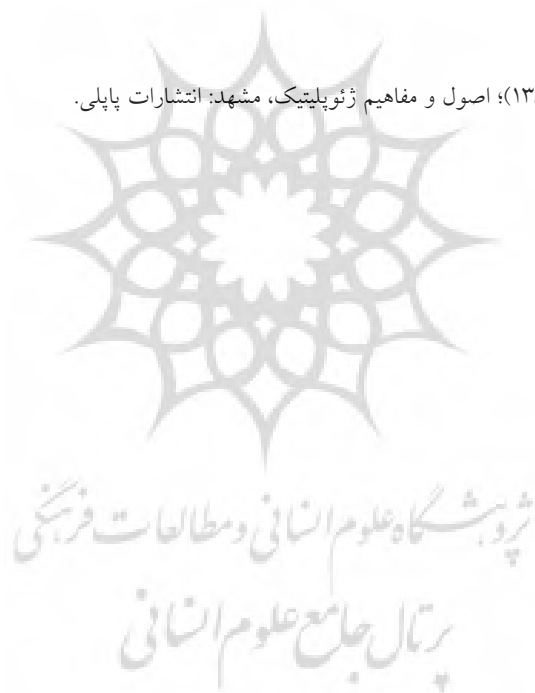 ۱۳)؛ اصول و مفاهیم ژئوپلیتیک، مشهد: انتشارات پاپلی.
پژوهشگاه علوم انسانی و مطالعات فرهنگی
پرتال جامع علوم انسانی